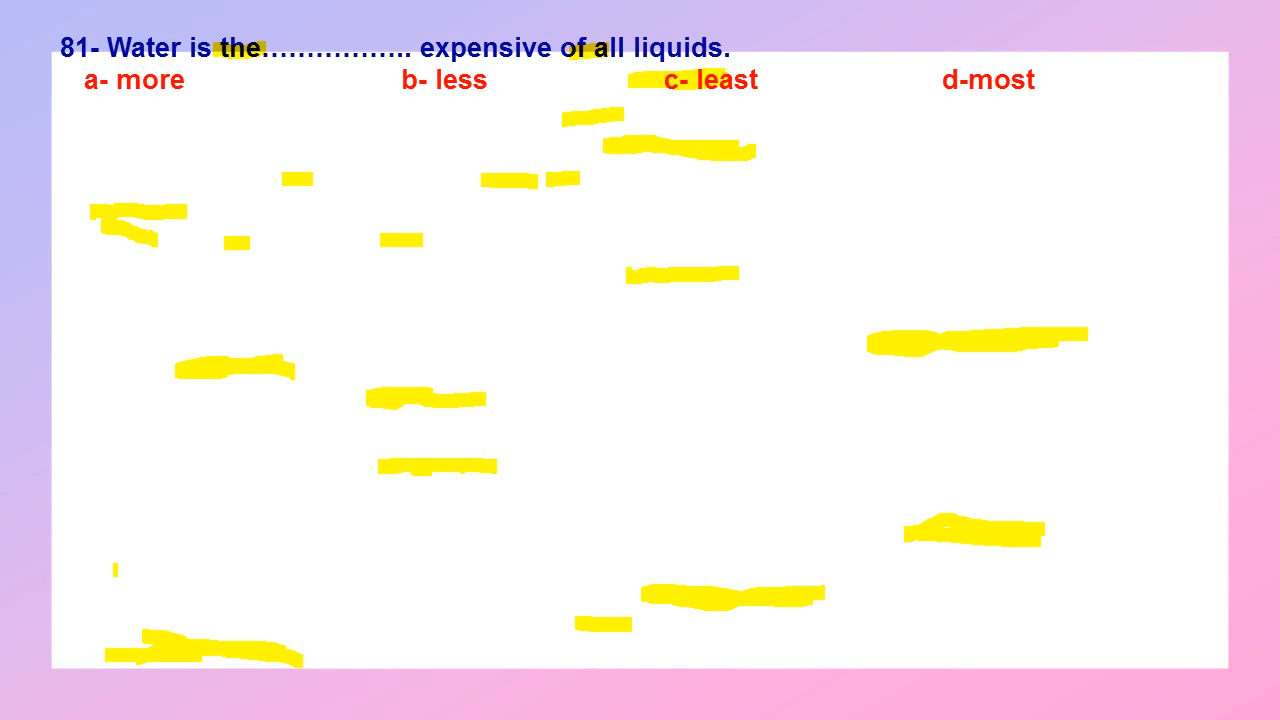 81- Water is the…………….. expensive of all liquids.
a- more b- less c- least d-most